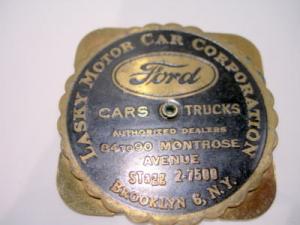 LASKY MOTOR CAR CORPORATION
Ford
CARS TRUCKS
AUTHORIZED DEALERS
84 TO 90 MONTROSE
AVENUE
STagg 2-7500
BROOKLYN 6, N.Y.